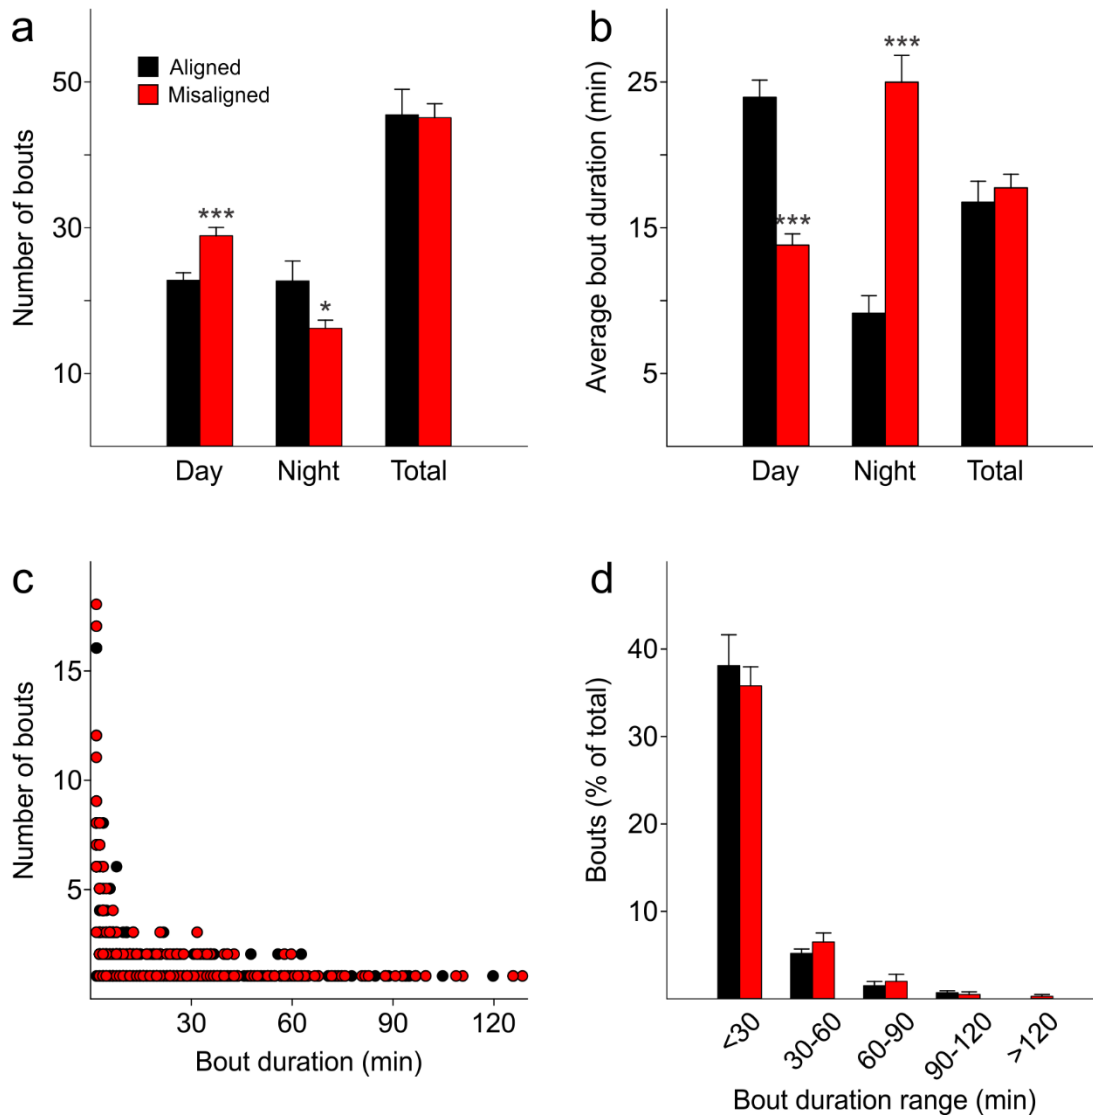 a
Number of bouts
50
30
10
Aligned
Misaligned
***
*
Day Night Total
b
Average bout duration (min)
25
15
5
***
***
Day Night Total
c
Number of bouts
15
10
5
30 60 90 120
Bout duration (min)
d
Bouts (% of total)
40
30
20
10
<30 30-60 60-90 90-120 >120
Bout duration range (min)